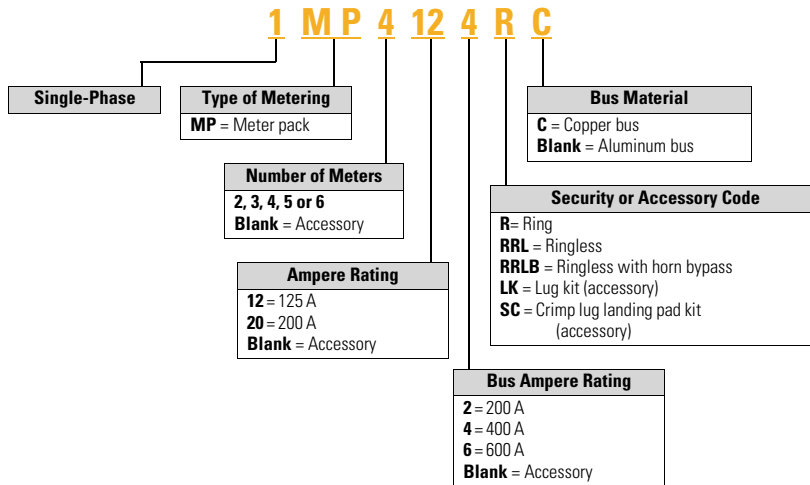 1 MP 4 12 4 R C
Single-Phase
Type of Metering
MP = Meter pack
Number of Meters
2, 3, 4, 5 or 6
Blank = Accessory
Ampere Rating
12 = 125 A
20 = 200 A
Blank = Accessory
Bus Ampere Rating
2 = 200 A
4 = 400 A
6 = 600 A
Blank = Accessory
Security or Accessory Code
R= Ring
RRL = Ringless
RRLB = Ringless with horn bypass
LK = Lug kit (accessory)
SC = Crimp lug landing pad kit
(accessory)
Bus Material
C = Copper bus
Blank = Aluminum bus